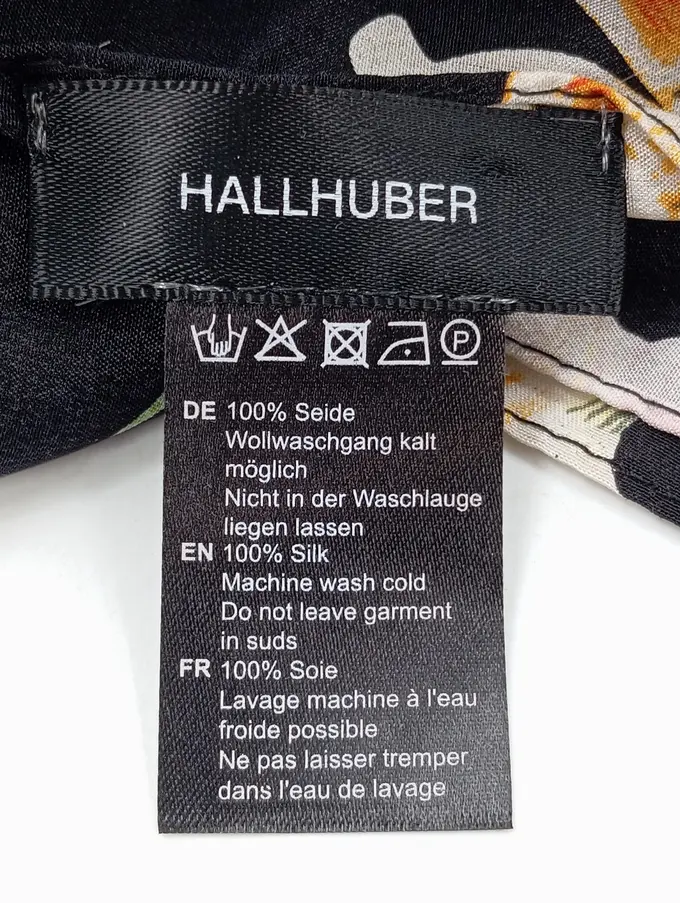 HALLHUBER
P
DE 100% Seide
Wollwaschgang kalt
möglich
Nicht in der Waschlauge
liegen lassen
EN 100% Silk
Machine wash cold
Do not leave garment
in suds
FR 100% Soie
Lavage machine à l'eau
froide possible
Ne pas laisser tremper
dans l'eau de lavage